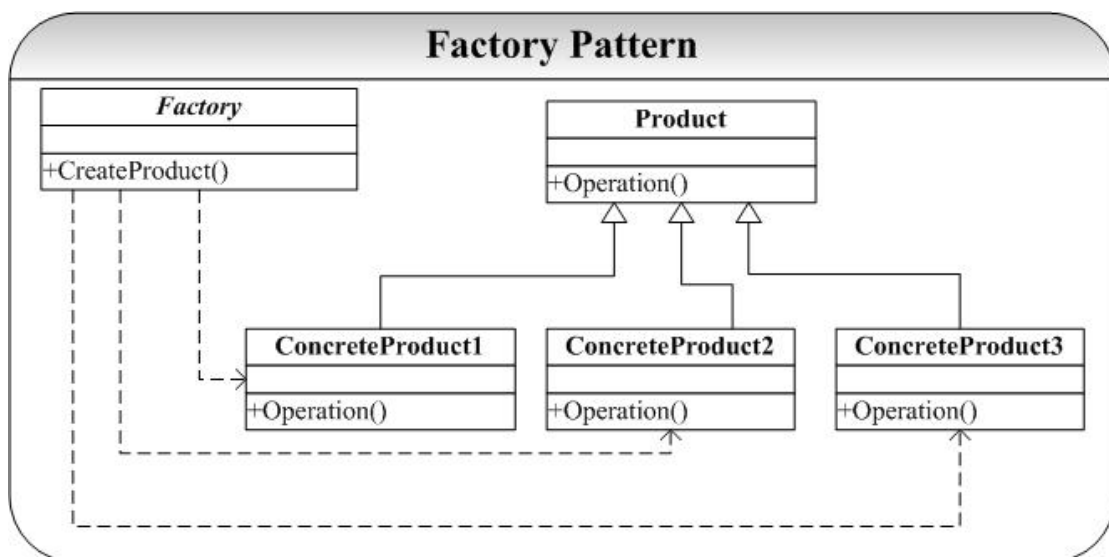 Factory Pattern
Factory
+CreateProduct()
Product
+Operation()
ConcreteProduct1
+Operation()
ConcreteProduct2
+Operation()
ConcreteProduct3
+Operation()